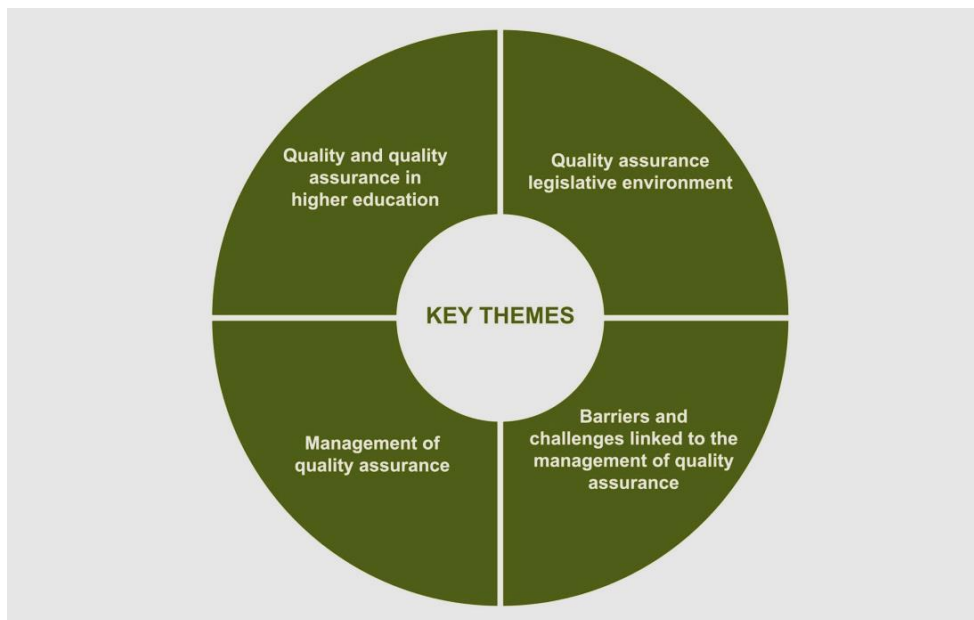 Quality and quality
assurance in
higher education
Quality assurance
legislative environment
KEY THEMES
Management of
quality assurance
Barriers and
challenges linked to the
management of quality
assurance